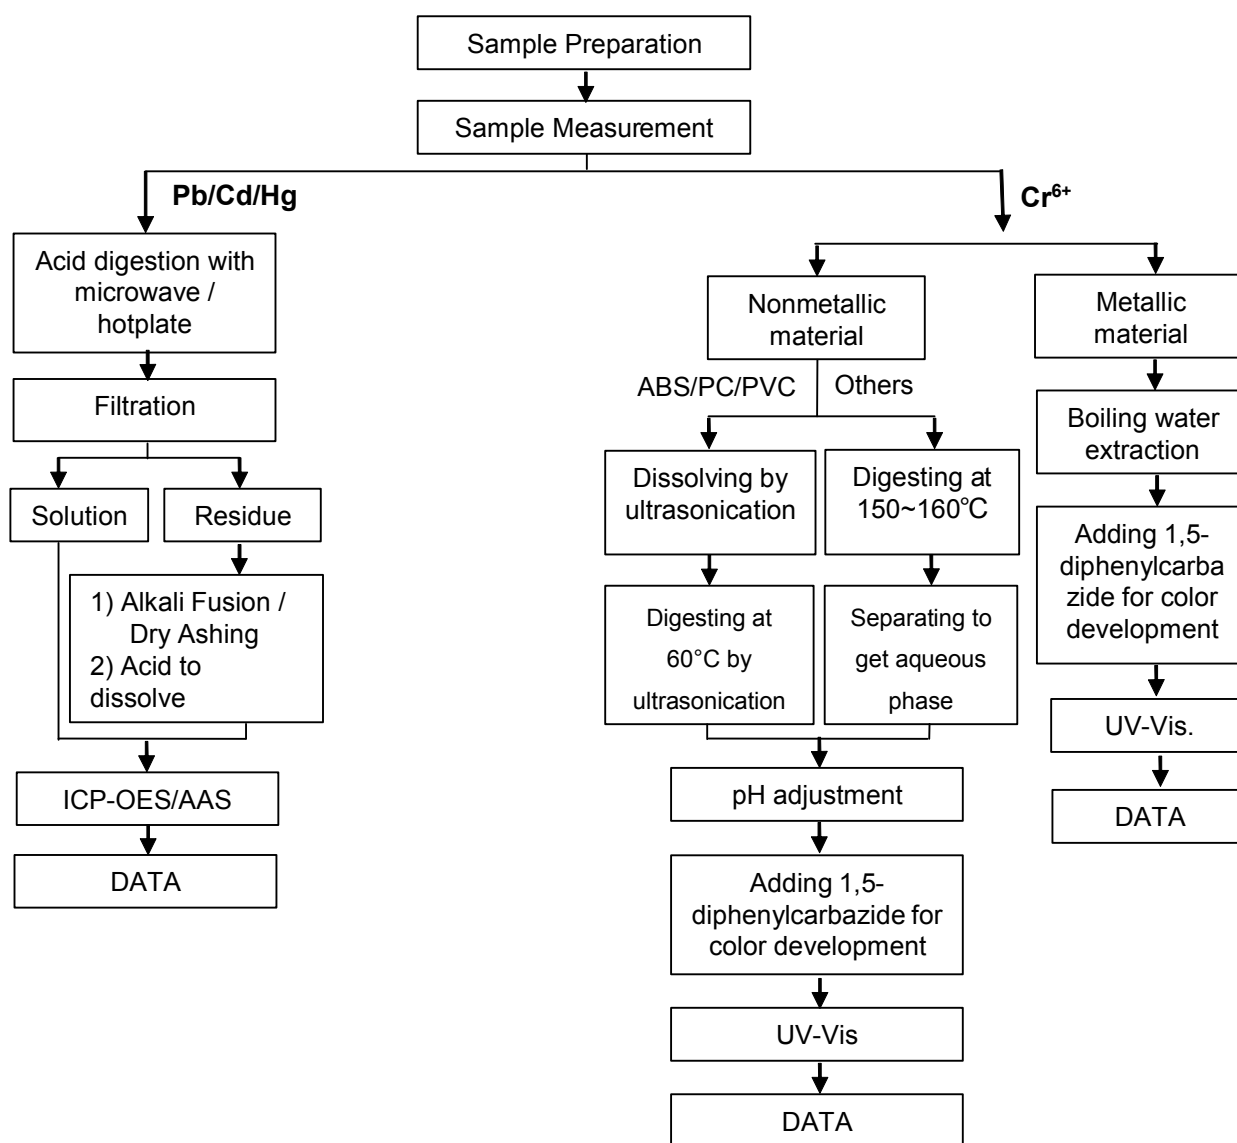 Sample Preparation
Sample Measurement
Pb/Cd/Hg
Acid digestion with
microwave /
hotplate
Filtration
Solution
Residue
1) Alkali Fusion /
Dry Ashing
2) Acid to
dissolve
ICP-OES/AAS
DATA
Cr⁶⁺
Nonmetallic
material
ABS/PC/PVC
Others
Dissolving by
ultrasonication
Digesting at
150~160℃
Digesting at
60°C by
ultrasonication
Separating to
get aqueous
phase
pH adjustment
Adding 1,5-
diphenylcarbazide for
color development
UV-Vis
DATA
Metallic
material
Boiling water
extraction
Adding 1,5-
diphenylcarba
zide for color
development
UV-Vis.
DATA